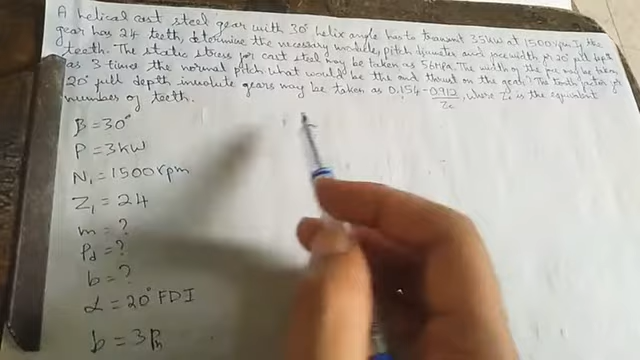 A helical cast steel gear with 30° helix angle has to transmit 35kW at 1500rpm. If the
gear has 24 teeth, determine the necessary module, pitch diameter and face width for 20° full depth
teeth. The static stress for cast steel may be taken as 56MPa. The width of face may be taken
as 3 times the normal pitch. What would be the end thrust on the gear? The tooth factor for
20° full depth involute gears may be taken as 0.154 - 0.912/Ze, where Ze is the equivalent
number of teeth.
β = 30°
P = 3kW
N₁ = 1500rpm
Z₁ = 24
m = ?
Pd = ?
b = ?
α = 20° FDI
b = 3Pn